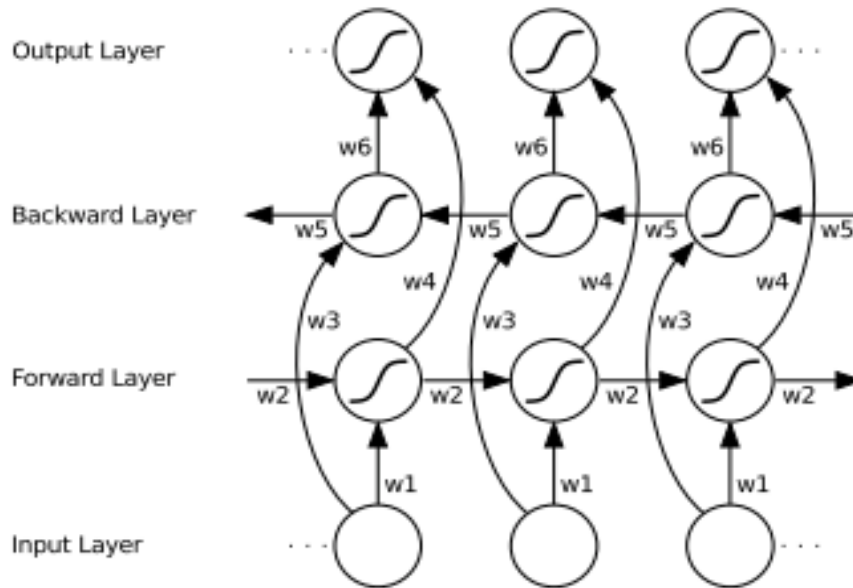 Output Layer
w6 w6 w6
Backward Layer
w5 w5 w5 w5
w4 w4 w4
w3 w3 w3
Forward Layer
w2 w2 w2 w2
w1 w1 w1
Input Layer